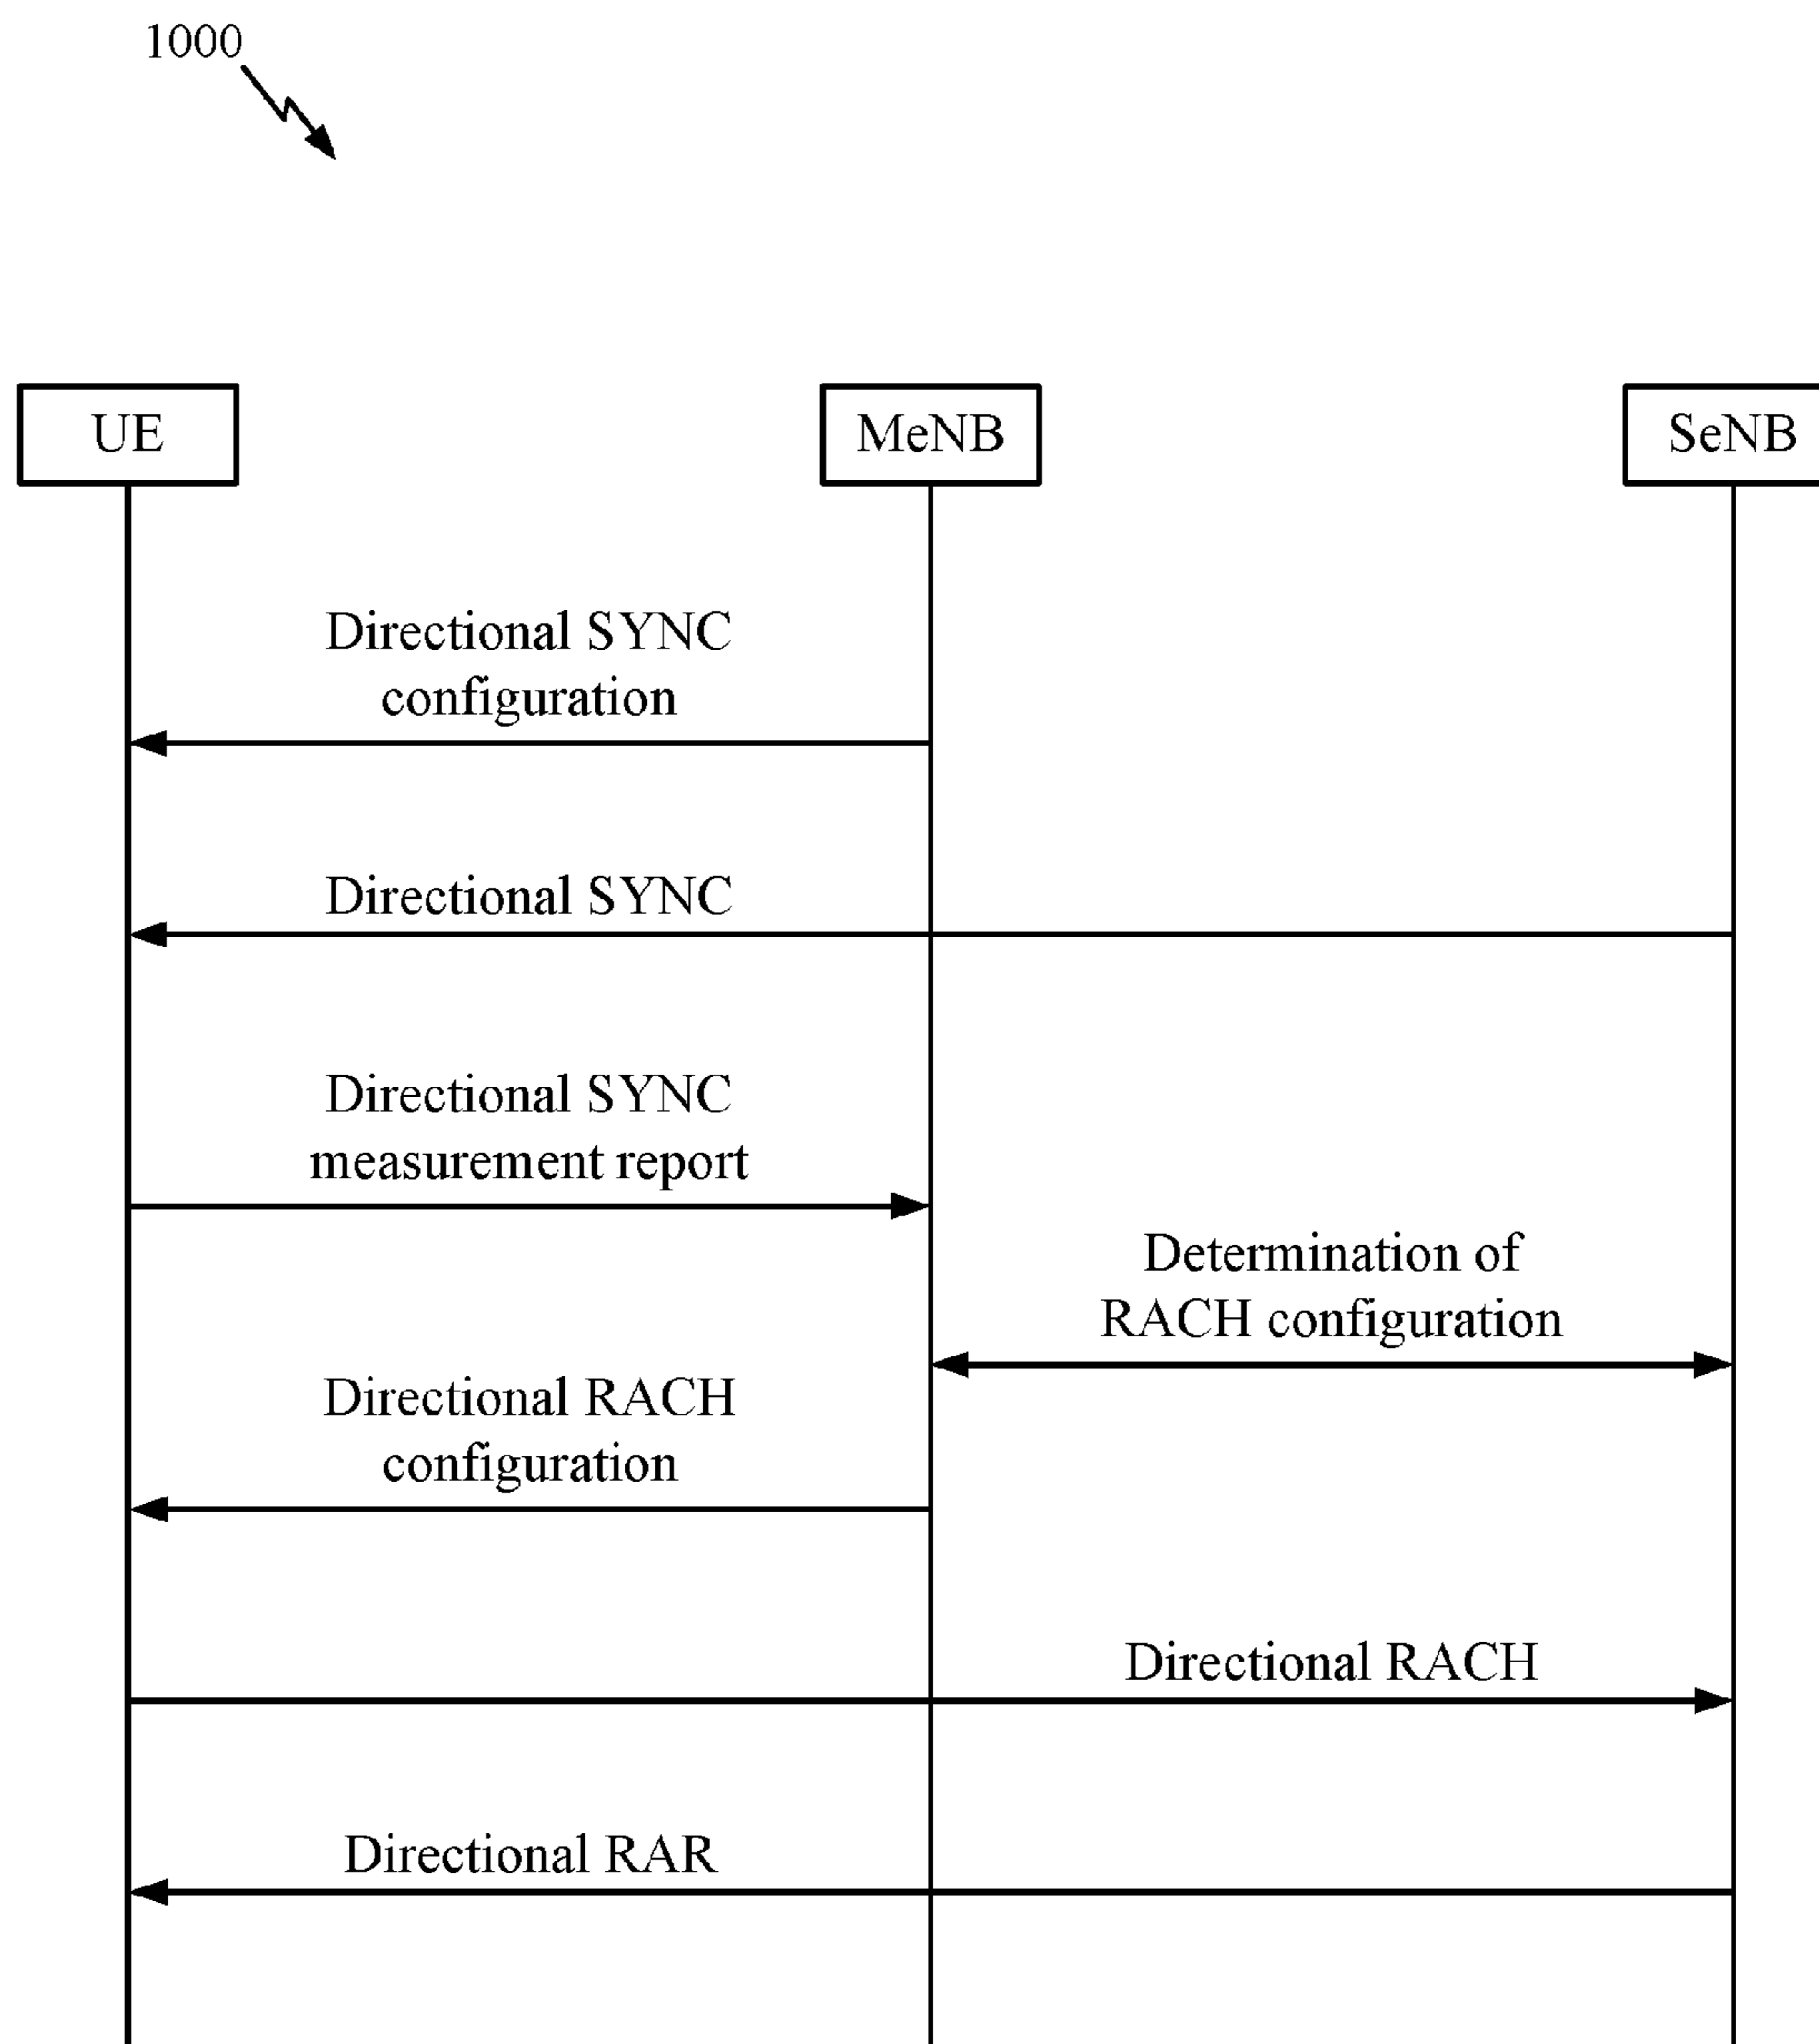 1000
UE
MeNB
SeNB
Directional SYNC
configuration
Directional SYNC
Directional SYNC
measurement report
Determination of
RACH configuration
Directional RACH
configuration
Directional RACH
Directional RAR